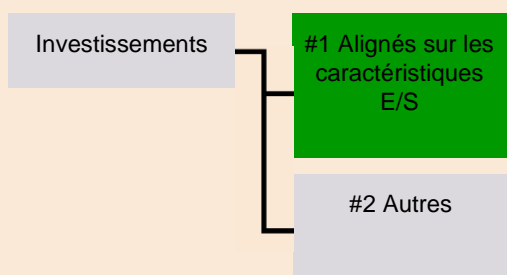 Investissements
#1 Alignés sur les
caractéristiques
E/S
#2 Autres